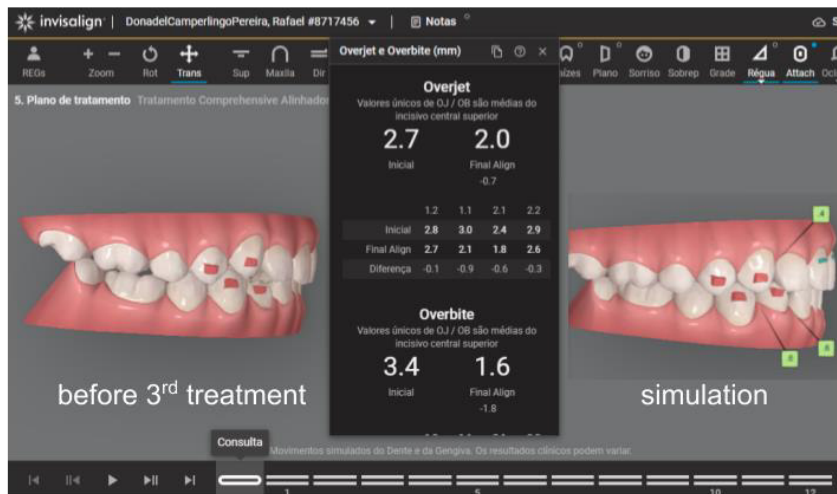 invisalign | DonadelCamperlingoPereira, Rafael #8717456 | Notas
REGs Zoom Rot Trans Sup Maxila Dir
Overjet e Overbite (mm)
Plano Sorriso Sobrep Grade Régua Attach
5. Plano de tratamento Tratamento Comprehensive Alinhador
Overjet
Valores únicos de OJ / OB são médias do
incisivo central superior
2.7 2.0
Inicial Final Align
-0.7
1.2 1.1 2.1 2.2
Inicial 2.8 3.0 2.4 2.9
Final Align 2.7 2.1 1.8 2.6
Diferença -0.1 -0.9 -0.6 -0.3
Overbite
Valores únicos de OJ / OB são médias do
incisivo central superior
3.4 1.6
Inicial Final Align
-1.8
before 3rd treatment
simulation
Consulta
Movimentos simulados do Dente e da Gengiva. Os resultados clínicos podem variar.
1 5 10 12